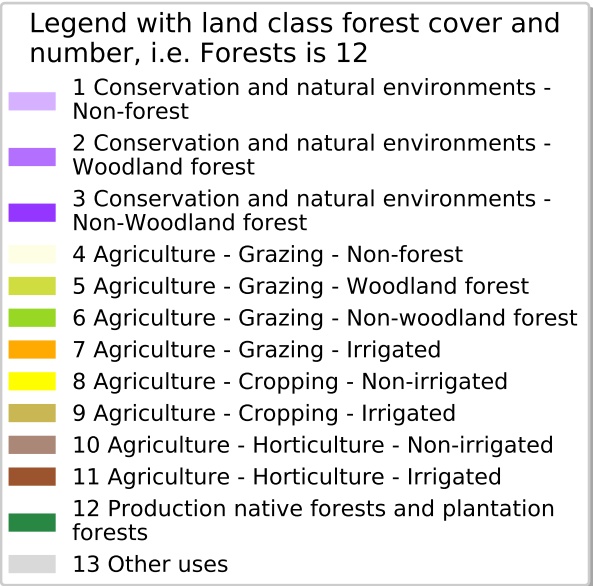 Legend with land class forest cover and
number, i.e. Forests is 12
1 Conservation and natural environments -
Non-forest
2 Conservation and natural environments -
Woodland forest
3 Conservation and natural environments -
Non-Woodland forest
4 Agriculture - Grazing - Non-forest
5 Agriculture - Grazing - Woodland forest
6 Agriculture - Grazing - Non-woodland forest
7 Agriculture - Grazing - Irrigated
8 Agriculture - Cropping - Non-irrigated
9 Agriculture - Cropping - Irrigated
10 Agriculture - Horticulture - Non-irrigated
11 Agriculture - Horticulture - Irrigated
12 Production native forests and plantation
forests
13 Other uses